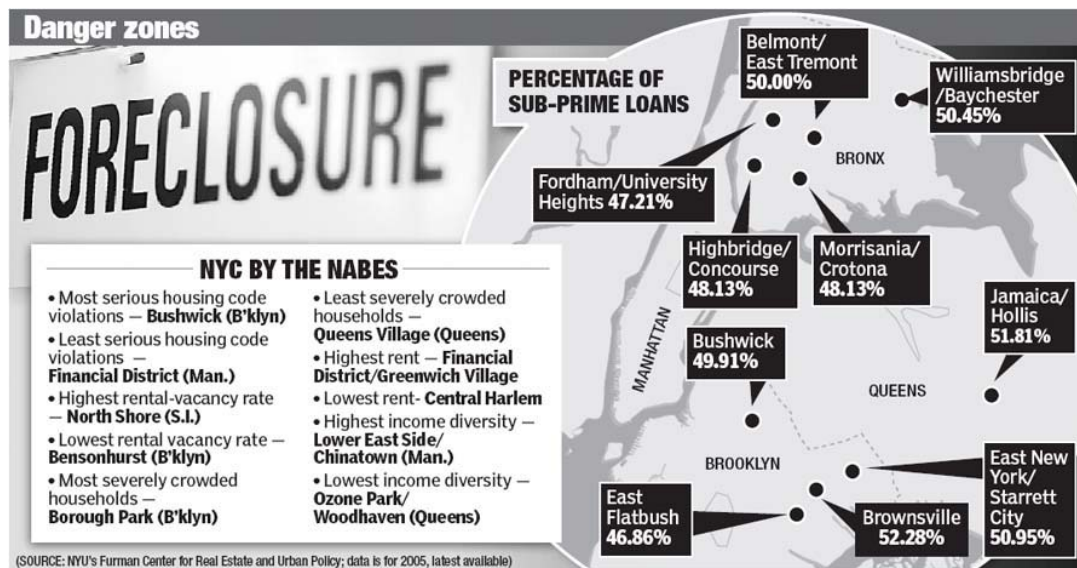 Danger zones
FORECLOSURE
PERCENTAGE OF
SUB-PRIME LOANS
Belmont/
East Tremont
50.00%
Williamsbridge
/Baychester
50.45%
BRONX
Fordham/University
Heights 47.21%
Highbridge/
Concourse
48.13%
Morrisania/
Crotona
48.13%
Jamaica/
Hollis
51.81%
MANHATTAN
Bushwick
49.91%
QUEENS
BROOKLYN
East
Flatbush
46.86%
Brownsville
52.28%
East New
York/
Starrett
City
50.95%
NYC BY THE NABES
• Most serious housing code
violations — Bushwick (B'klyn)
• Least serious housing code
violations —
Financial District (Man.)
• Highest rental-vacancy rate
— North Shore (S.I.)
• Lowest rental vacancy rate —
Bensonhurst (B'klyn)
• Most severely crowded
households —
Borough Park (B'klyn)
• Least severely crowded
households —
Queens Village (Queens)
• Highest rent — Financial
District/Greenwich Village
• Lowest rent- Central Harlem
• Highest income diversity —
Lower East Side/
Chinatown (Man.)
• Lowest income diversity —
Ozone Park/
Woodhaven (Queens)
(SOURCE: NYU's Furman Center for Real Estate and Urban Policy; data is for 2005, latest available)